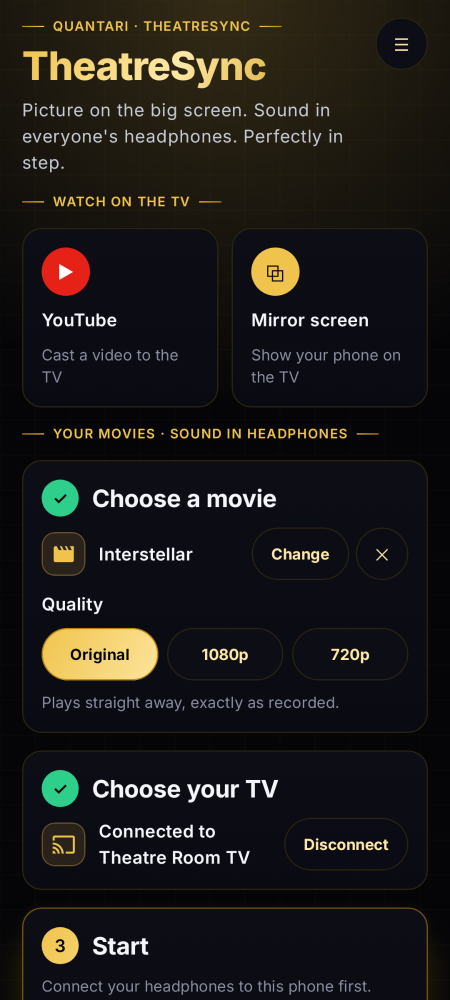 QUANTARI · THEATRESYNC
TheatreSync
Picture on the big screen. Sound in
everyone's headphones. Perfectly in
step.
WATCH ON THE TV
YouTube
Cast a video to the
TV
Mirror screen
Show your phone on
the TV
YOUR MOVIES · SOUND IN HEADPHONES
Choose a movie
Interstellar
Change
Quality
Original
1080p
720p
Plays straight away, exactly as recorded.
Choose your TV
Connected to
Theatre Room TV
Disconnect
3
Start
Connect your headphones to this phone first.